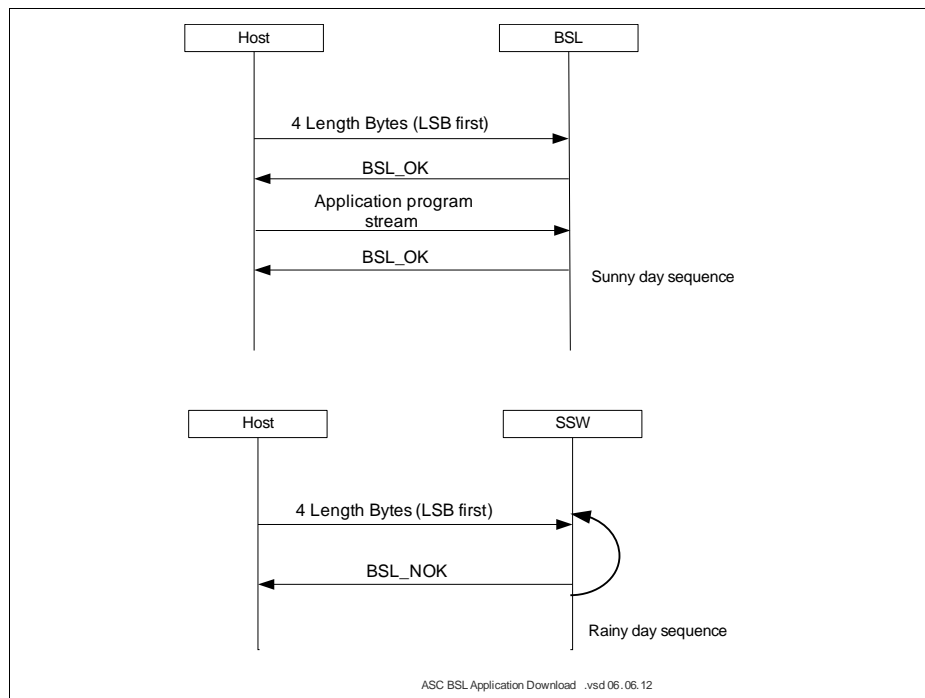 Host
BSL
4 Length Bytes (LSB first)
BSL_OK
Application program
stream
BSL_OK
Sunny day sequence
Host
SSW
4 Length Bytes (LSB first)
BSL_NOK
Rainy day sequence
ASC BSL Application Download .vsd 06.06.12